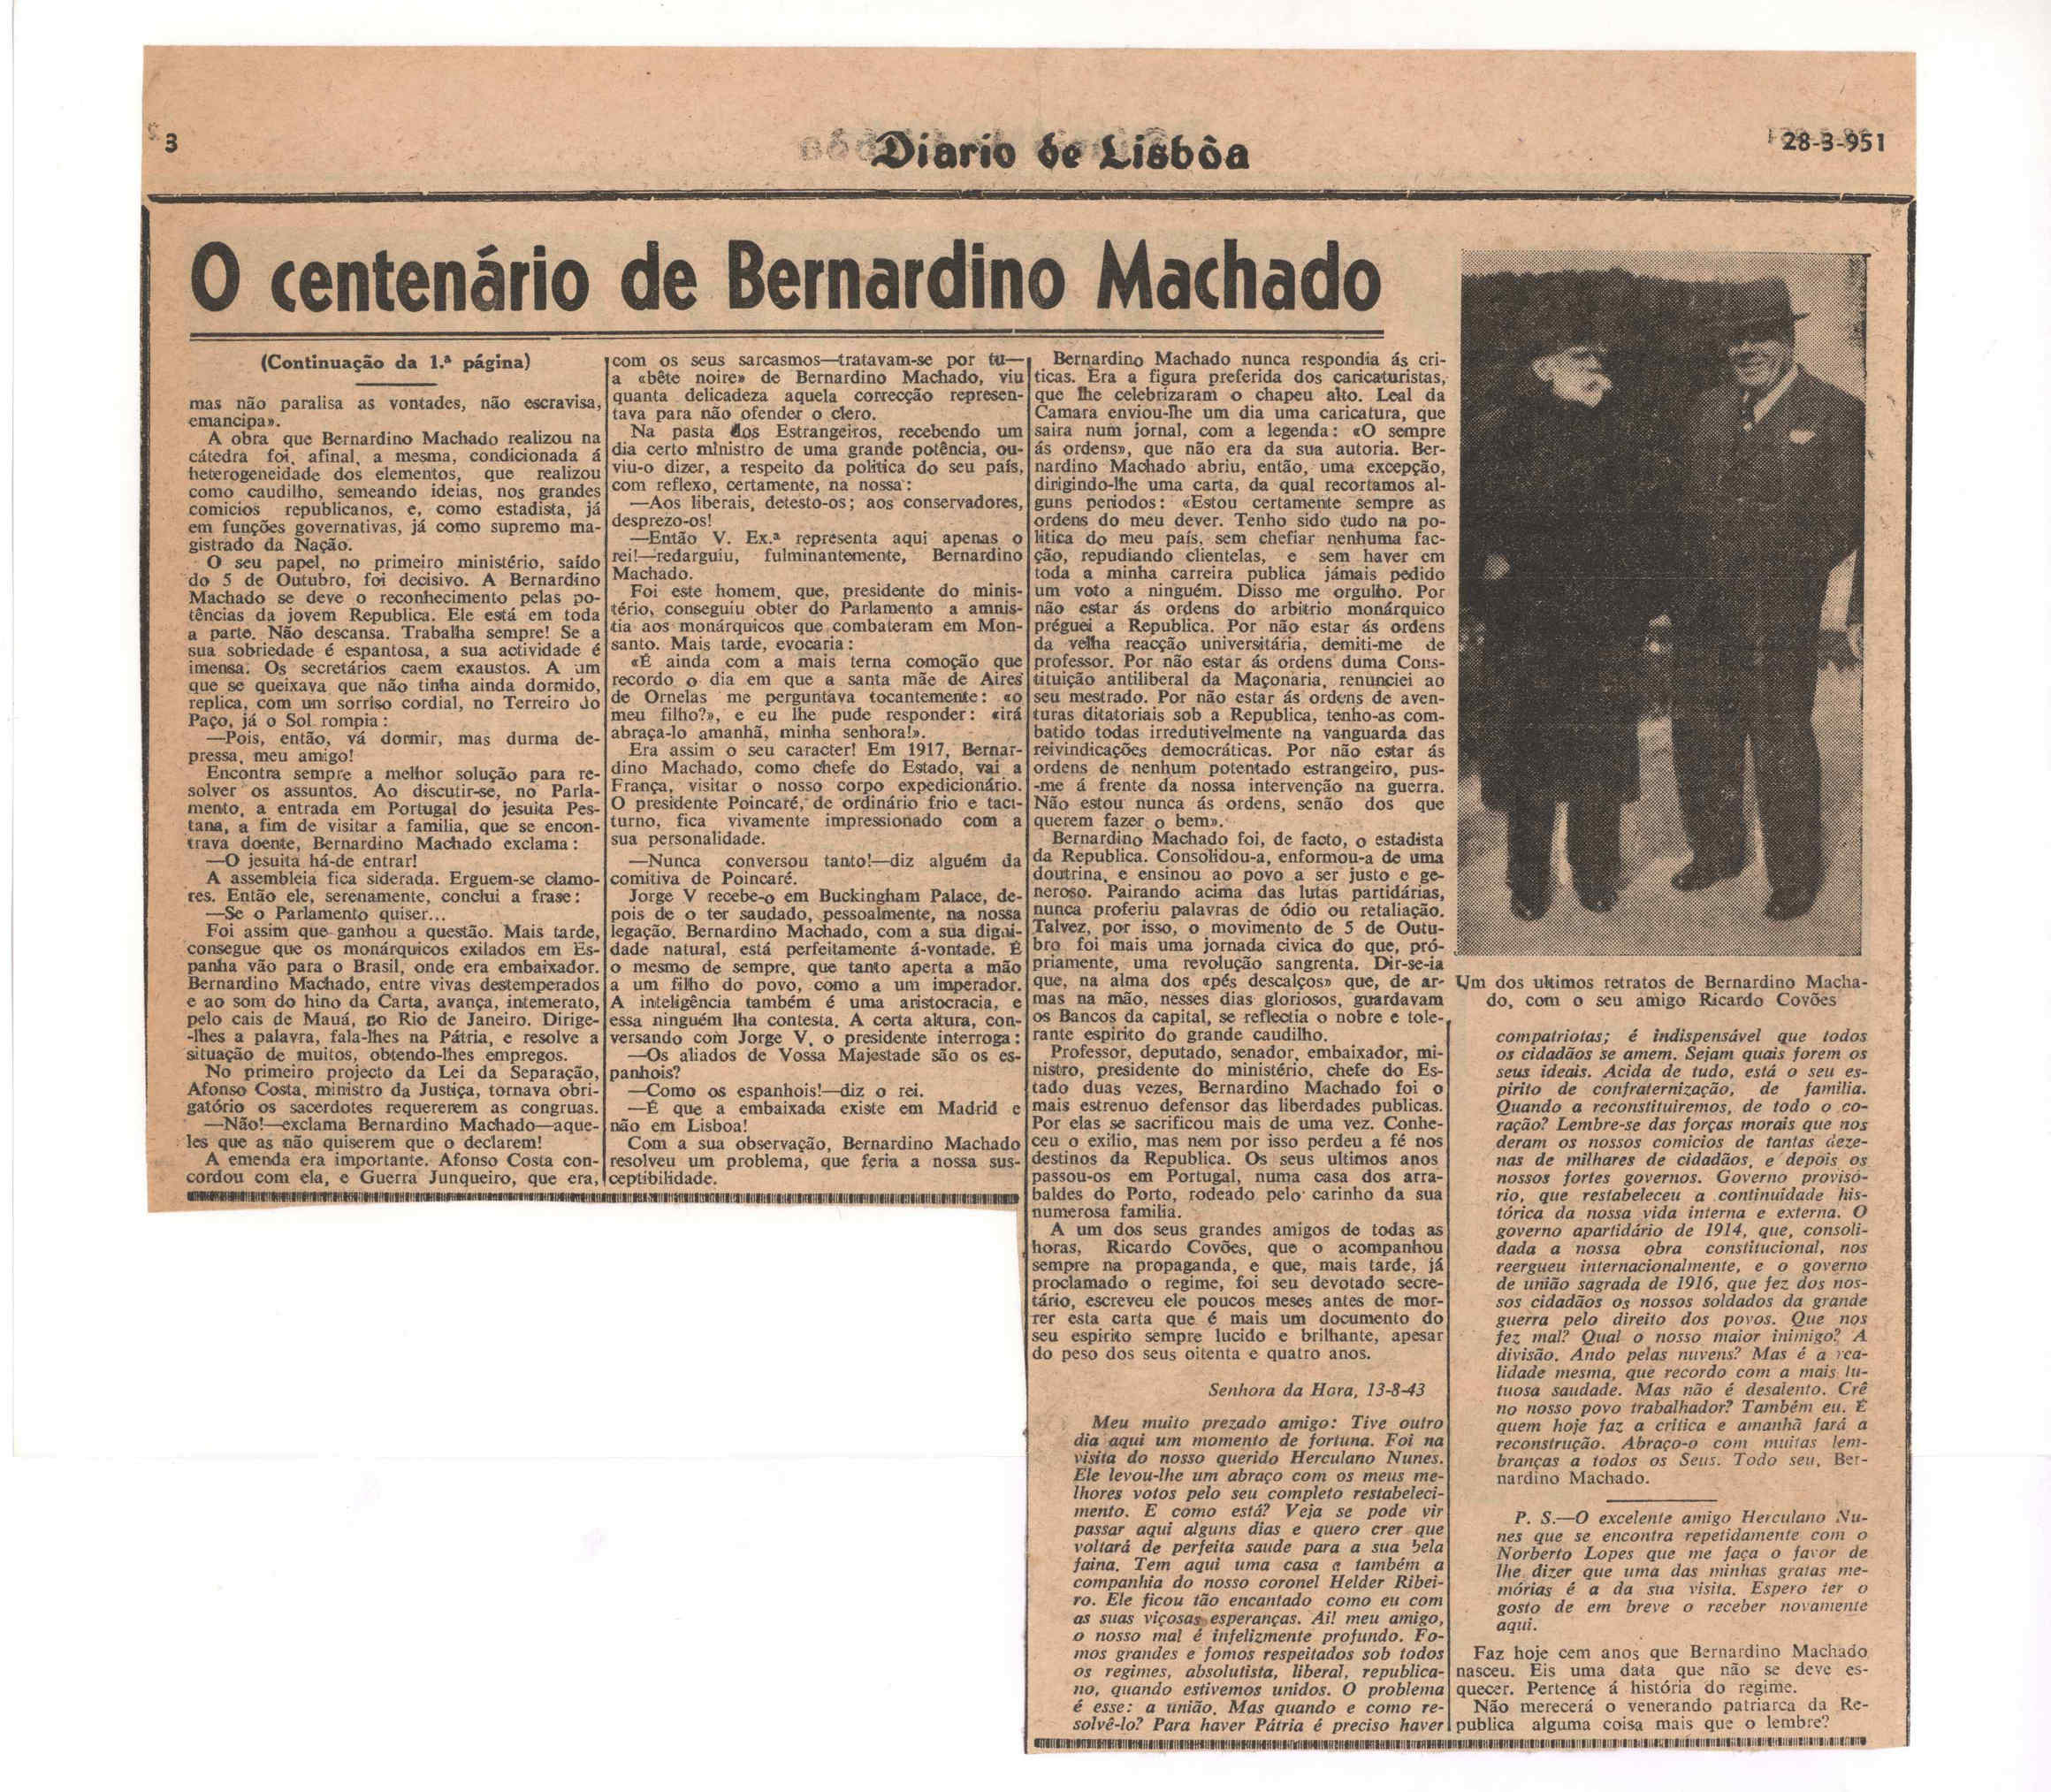 3
Diario de Lisbôa
28-3-951
O centenário de Bernardino Machado
(Continuação da 1.ª página)
mas não paralisa as vontades, não escravisa,
emancipa».
A obra que Bernardino Machado realizou na
cátedra foi, afinal, a mesma, condicionada á
heterogeneidade dos elementos, que realizou
como caudilho, semeando ideias, nos grandes
comicios republicanos, e, como estadista, já
em funções governativas, já como supremo ma-
gistrado da Nação.
O seu papel, no primeiro ministério, saído
do 5 de Outubro, foi decisivo. A Bernardino
Machado se deve o reconhecimento pelas po-
tências da jovem Republica. Ele está em toda
a parte. Não descansa. Trabalha sempre! Se a
sua sobriedade é espantosa, a sua actividade é
imensa. Os secretários caem exaustos. A um
que se queixava que não tinha ainda dormido,
replica, com um sorriso cordial, no Terreiro do
Paço, já o Sol rompia:
—Pois, então, vá dormir, mas durma de-
pressa, meu amigo!
Encontra sempre a melhor solução para re-
solver os assuntos. Ao discutir-se, no Parla-
mento, a entrada em Portugal do jesuita Pes-
tana, a fim de visitar a familia, que se encon-
trava doente, Bernardino Machado exclama:
—O jesuita há-de entrar!
A assembleia fica siderada. Erguem-se clamo-
res. Então ele, serenamente, conclui a frase:
—Se o Parlamento quiser...
Foi assim que ganhou a questão. Mais tarde,
consegue que os monárquicos exilados em Es-
panha vão para o Brasil, onde era embaixador.
Bernardino Machado, entre vivas destemperados
e ao som do hino da Carta, avança, intemerato,
pelo cais de Mauá, no Rio de Janeiro. Dirige-
-lhes a palavra, fala-lhes na Pátria, e resolve a
situação de muitos, obtendo-lhes empregos.
No primeiro projecto da Lei da Separação,
Afonso Costa, ministro da Justiça, tornava obri-
gatório os sacerdotes requererem as congruas.
—Não!—exclama Bernardino Machado—aque-
les que as não quiserem que o declarem!
A emenda era importante. Afonso Costa con-
cordou com ela, e Guerra Junqueiro, que era,
com os seus sarcasmos—tratavam-se por tu—
a «bête noire» de Bernardino Machado, viu
quanta delicadeza aquela correcção represen-
tava para não ofender o clero.
Na pasta dos Estrangeiros, recebendo um
dia certo ministro de uma grande potência, ou-
viu-o dizer, a respeito da politica do seu país,
com reflexo, certamente, na nossa:
—Aos liberais, detesto-os; aos conservadores,
desprezo-os!
—Então V. Ex.ª representa aqui apenas o
rei!—redarguiu, fulminantemente, Bernardino
Machado.
Foi este homem, que, presidente do minis-
tério, conseguiu obter do Parlamento a amnis-
tia aos monárquicos que combateram em Mon-
santo. Mais tarde, evocaria:
«É ainda com a mais terna comoção que
recordo o dia em que a santa mãe de Aires
de Ornelas me perguntava tocantemente: «o
meu filho?», e eu lhe pude responder: «irá
abraça-lo amanhã, minha senhora!».
Era assim o seu caracter! Em 1917, Bernar-
dino Machado, como chefe do Estado, vai a
França, visitar o nosso corpo expedicionário.
O presidente Poincaré, de ordinário frio e taci-
turno, fica vivamente impressionado com a
sua personalidade.
—Nunca conversou tanto!—diz alguém da
comitiva de Poincaré.
Jorge V recebe-o em Buckingham Palace, de-
pois de o ter saudado, pessoalmente, na nossa
legação. Bernardino Machado, com a sua digni-
dade natural, está perfeitamente á-vontade. É
o mesmo de sempre, que tanto aperta a mão
a um filho do povo, como a um imperador.
A inteligência também é uma aristocracia, e
essa ninguém lha contesta. A certa altura, con-
versando com Jorge V, o presidente interroga:
—Os aliados de Vossa Majestade são os es-
panhois?
—Como os espanhois!—diz o rei.
—É que a embaixada existe em Madrid e
não em Lisboa!
Com a sua observação, Bernardino Machado
resolveu um problema, que feria a nossa sus-
ceptibilidade.
Bernardino Machado nunca respondia ás cri-
ticas. Era a figura preferida dos caricaturistas,
que lhe celebrizaram o chapeu alto. Leal da
Camara enviou-lhe um dia uma caricatura, que
saira num jornal, com a legenda: «O sempre
ás ordens», que não era da sua autoria. Ber-
nardino Machado abriu, então, uma excepção,
dirigindo-lhe uma carta, da qual recortamos al-
guns periodos: «Estou certamente sempre as
ordens do meu dever. Tenho sido tudo na po-
litica do meu país, sem chefiar nenhuma fac-
ção, repudiando clientelas, e sem haver em
toda a minha carreira publica jámais pedido
um voto a ninguém. Disso me orgulho. Por
não estar ás ordens do arbitrio monárquico
préguei a Republica. Por não estar ás ordens
da velha reacção universitária, demiti-me de
professor. Por não estar ás ordens duma Cons-
tituição antiliberal da Maçonaria, renunciei ao
seu mestrado. Por não estar ás ordens de aven-
turas ditatoriais sob a Republica, tenho-as com-
batido todas irredutivelmente na vanguarda das
reivindicações democráticas. Por não estar ás
ordens de nenhum potentado estrangeiro, pus-
-me á frente da nossa intervenção na guerra.
Não estou nunca ás ordens, senão dos que
querem fazer o bem».
Bernardino Machado foi, de facto, o estadista
da Republica. Consolidou-a, enformou-a de uma
doutrina, e ensinou ao povo a ser justo e ge-
neroso. Pairando acima das lutas partidárias,
nunca proferiu palavras de ódio ou retaliação.
Talvez, por isso, o movimento de 5 de Outu-
bro foi mais uma jornada civica do que, pró-
priamente, uma revolução sangrenta. Dir-se-ia
que, na alma dos «pés descalços» que, de ar-
mas na mão, nesses dias gloriosos, guardavam
os Bancos da capital, se reflectia o nobre e tole-
rante espirito do grande caudilho.
Professor, deputado, senador, embaixador, mi-
nistro, presidente do ministério, chefe do Es-
tado duas vezes, Bernardino Machado foi o
mais estrenuo defensor das liberdades publicas.
Por elas se sacrificou mais de uma vez. Conhe-
ceu o exilio, mas nem por isso perdeu a fé nos
destinos da Republica. Os seus ultimos anos
passou-os em Portugal, numa casa dos arra-
baldes do Porto, rodeado pelo carinho da sua
numerosa familia.
A um dos seus grandes amigos de todas as
horas, Ricardo Covões, que o acompanhou
sempre na propaganda, e que, mais tarde, já
proclamado o regime, foi seu devotado secre-
tário, escreveu ele poucos meses antes de mor-
rer esta carta que é mais um documento do
seu espirito sempre lucido e brilhante, apesar
do peso dos seus oitenta e quatro anos.
Senhora da Hora, 13-8-43
Meu muito prezado amigo: Tive outro
dia aqui um momento de fortuna. Foi na
visita do nosso querido Herculano Nunes.
Ele levou-lhe um abraço com os meus me-
lhores votos pelo seu completo restabeleci-
mento. E como está? Veja se pode vir
passar aqui alguns dias e quero crer que
voltará de perfeita saude para a sua bela
faina. Tem aqui uma casa e também a
companhia do nosso coronel Helder Ribei-
ro. Ele ficou tão encantado como eu com
as suas viçosas esperanças. Ai! meu amigo,
o nosso mal é infelizmente profundo. Fo-
mos grandes e fomos respeitados sob todos
os regimes, absolutista, liberal, republica-
no, quando estivemos unidos. O problema
é esse: a união. Mas quando e como re-
solvê-lo? Para haver Pátria é preciso haver
Um dos ultimos retratos de Bernardino Macha-
do, com o seu amigo Ricardo Covões
compatriotas; é indispensável que todos
os cidadãos se amem. Sejam quais forem os
seus ideais. Acida de tudo, está o seu es-
pirito de confraternização, de familia.
Quando a reconstituiremos, de todo o co-
ração? Lembre-se das forças morais que nos
deram os nossos comicios de tantas deze-
nas de milhares de cidadãos, e depois os
nossos fortes governos. Governo provisó-
rio, que restabeleceu a continuidade his-
tórica da nossa vida interna e externa. O
governo apartidário de 1914, que, consoli-
dada a nossa obra constitucional, nos
reergueu internacionalmente, e o governo
de união sagrada de 1916, que fez dos nos-
sos cidadãos os nossos soldados da grande
guerra pelo direito dos povos. Que nos
fez mal? Qual o nosso maior inimigo? A
divisão. Ando pelas nuvens? Mas é a rea-
lidade mesma, que recordo com a mais lu-
tuosa saudade. Mas não é desalento. Crê
no nosso povo trabalhador? Também eu. É
quem hoje faz a critica e amanhã fará a
reconstrução. Abraço-o com muitas lem-
branças a todos os Seus. Todo seu, Ber-
nardino Machado.
P. S.—O excelente amigo Herculano Nu-
nes que se encontra repetidamente com o
Norberto Lopes que me faça o favor de
lhe dizer que uma das minhas gratas me-
mórias é a da sua visita. Espero ter o
gosto de em breve o receber novamente
aqui.
Faz hoje cem anos que Bernardino Machado
nasceu. Eis uma data que não se deve es-
quecer. Pertence á história do regime.
Não merecerá o venerando patriarca da Re-
publica alguma coisa mais que o lembre?